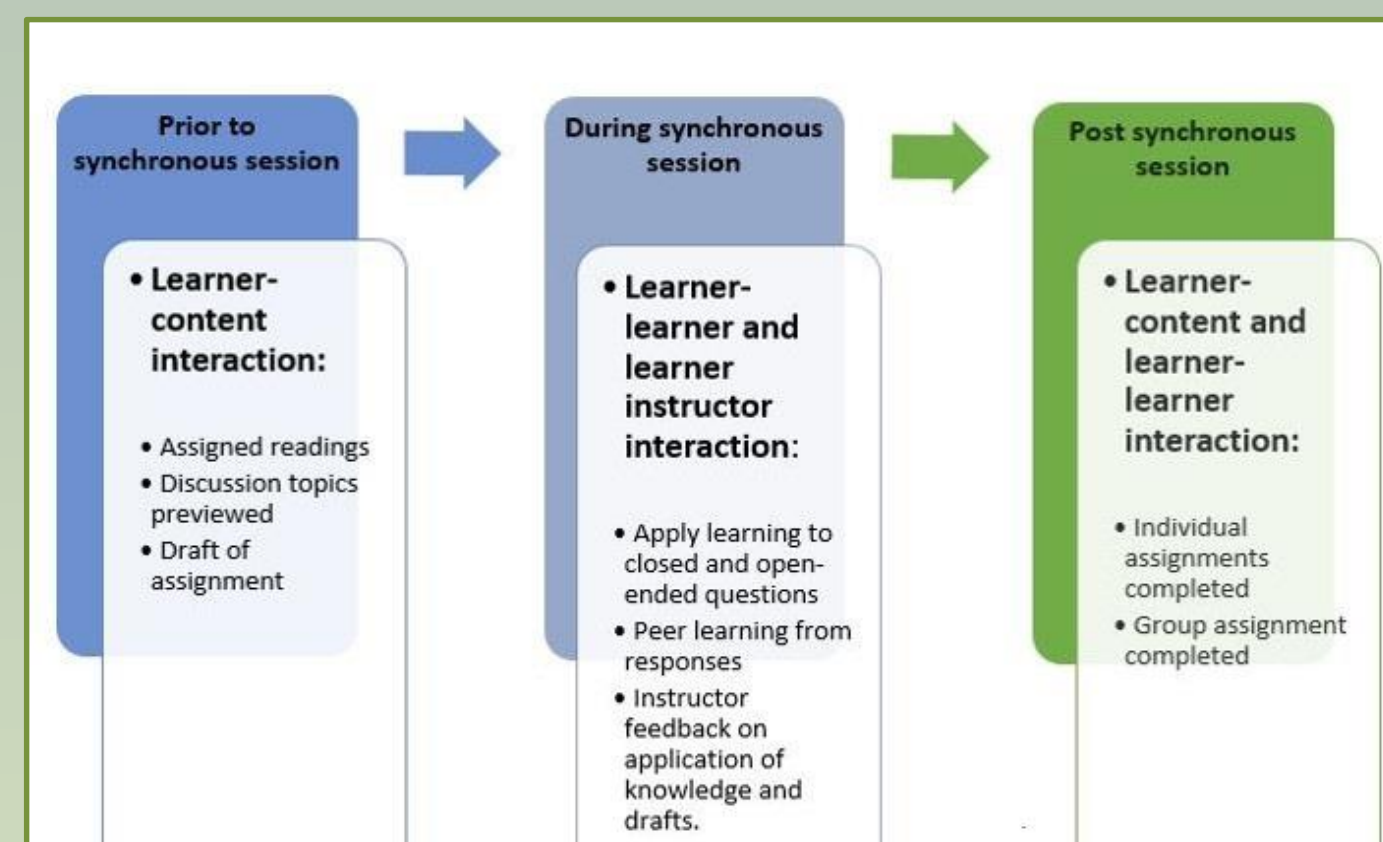 Prior to
synchronous session
• Learner-
content
interaction:
• Assigned readings
• Discussion topics
previewed
• Draft of
assignment
During synchronous
session
• Learner-
learner and
learner
instructor
interaction:
• Apply learning to
closed and open-
ended questions
• Peer learning from
responses
• Instructor
feedback on
application of
knowledge and
drafts.
Post synchronous
session
• Learner-
content and
learner-
learner
interaction:
• Individual
assignments
completed
• Group assignment
completed